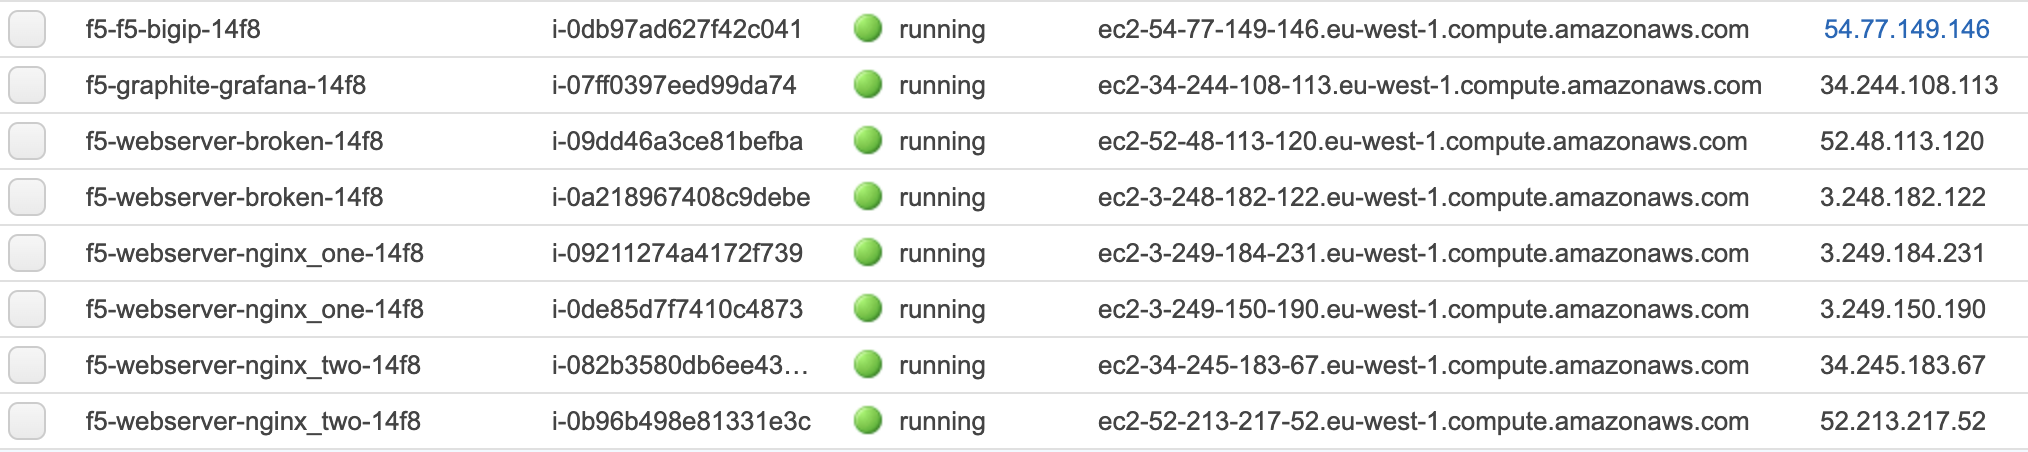 f5-f5-bigip-14f8 i-0db97ad627f42c041 running ec2-54-77-149-146.eu-west-1.compute.amazonaws.com 54.77.149.146
f5-graphite-grafana-14f8 i-07ff0397eed99da74 running ec2-34-244-108-113.eu-west-1.compute.amazonaws.com 34.244.108.113
f5-webserver-broken-14f8 i-09dd46a3ce81befba running ec2-52-48-113-120.eu-west-1.compute.amazonaws.com 52.48.113.120
f5-webserver-broken-14f8 i-0a218967408c9debe running ec2-3-248-182-122.eu-west-1.compute.amazonaws.com 3.248.182.122
f5-webserver-nginx_one-14f8 i-09211274a4172f739 running ec2-3-249-184-231.eu-west-1.compute.amazonaws.com 3.249.184.231
f5-webserver-nginx_one-14f8 i-0de85d7f7410c4873 running ec2-3-249-150-190.eu-west-1.compute.amazonaws.com 3.249.150.190
f5-webserver-nginx_two-14f8 i-082b3580db6ee43… running ec2-34-245-183-67.eu-west-1.compute.amazonaws.com 34.245.183.67
f5-webserver-nginx_two-14f8 i-0b96b498e81331e3c running ec2-52-213-217-52.eu-west-1.compute.amazonaws.com 52.213.217.52